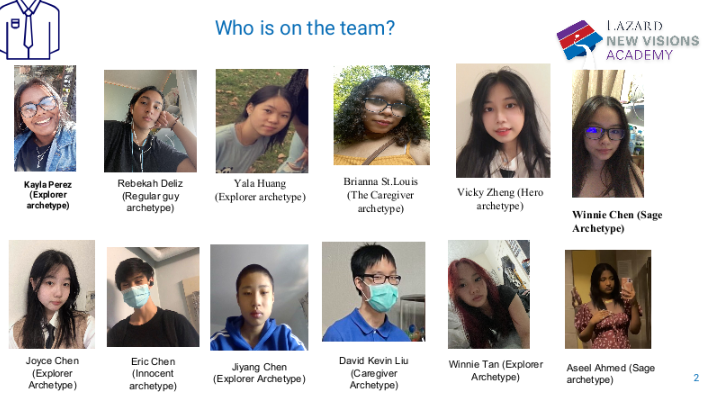 Who is on the team?
LAZARD
NEW VISIONS
ACADEMY
Kayla Perez
(Explorer
archetype)
Rebekah Deliz
(Regular guy
archetype)
Yala Huang
(Explorer archetype)
Brianna St.Louis
(The Caregiver
archetype)
Vicky Zheng (Hero
archetype)
Winnie Chen (Sage
Archetype)
Joyce Chen
(Explorer
Archetype)
Eric Chen
(Innocent
archetype)
Jiyang Chen
(Explorer Archetype)
David Kevin Liu
(Caregiver
Archetype)
Winnie Tan (Explorer
Archetype)
Aseel Ahmed (Sage
archetype)
2